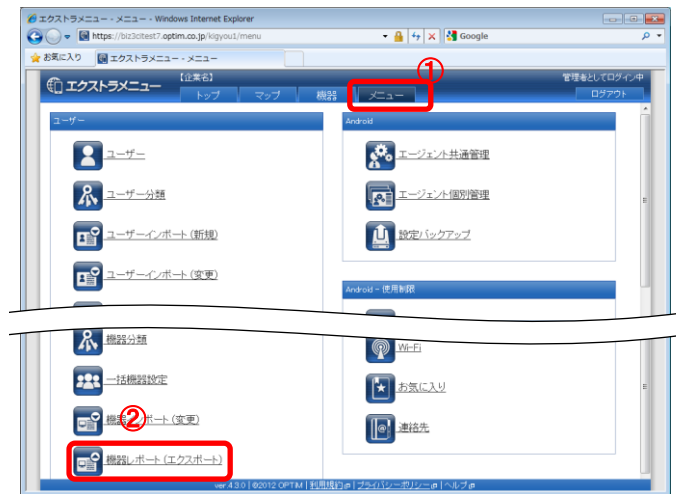 エクストラメニュー - メニュー - Windows Internet Explorer
https://biz3citest7.optim.co.jp/kigyou1/menu
Google
お気に入り
エクストラメニュー - メニュー
①
エクストラメニュー
【企業名】
管理者としてログイン中
トップ
マップ
機器
メニュー
ログアウト
ユーザー
ユーザー
ユーザー分類
ユーザーインポート(新規)
ユーザーインポート(変更)
機器分類
一括機器設定
②
機器インポート(変更)
機器レポート(エクスポート)
Android
エージェント共通管理
エージェント個別管理
設定バックアップ
Android - 使用制限
Wi-Fi
お気に入り
連絡先
ver.4.3.0 | ©2012 OPTiM | 利用規約 | プライバシーポリシー | ヘルプ